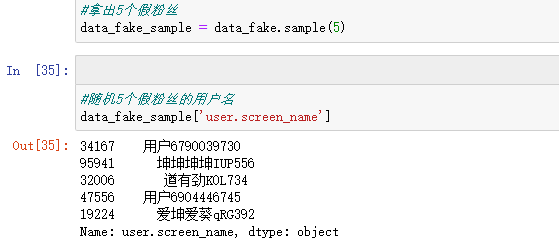 #拿出5个假粉丝
data_fake_sample = data_fake.sample(5)
In [35]:
#随机5个假粉丝的用户名
data_fake_sample['user.screen_name']
Out[35]: 34167 用户6790039730
95941 坤坤坤坤IUP556
32006 道有劲KOL734
47556 用户6904446745
19224 爱坤爱葵qRG392
Name: user.screen_name, dtype: object